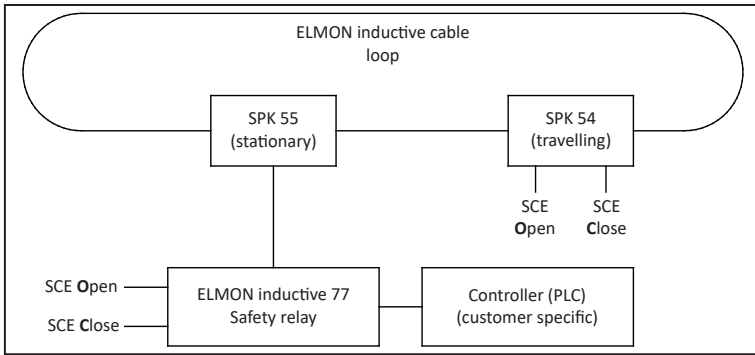 ELMON inductive cable
loop
SPK 55
(stationary)
SPK 54
(travelling)
SCE
Open
SCE
Close
SCE Open
SCE Close
ELMON inductive 77
Safety relay
Controller (PLC)
(customer specific)